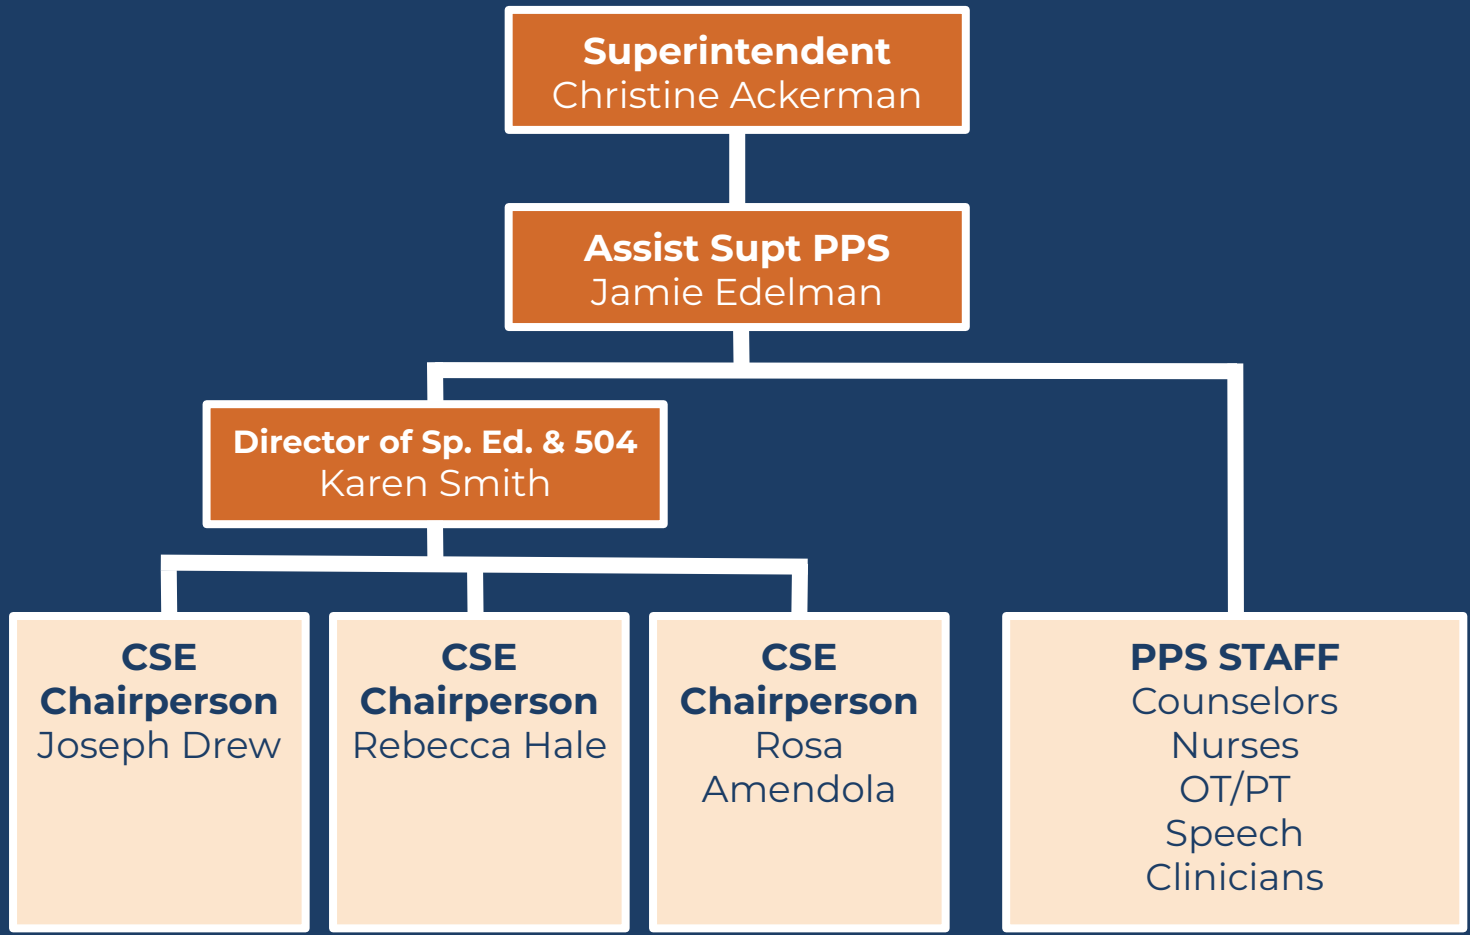 Superintendent
Christine Ackerman
Assist Supt PPS
Jamie Edelman
Director of Sp. Ed. & 504
Karen Smith
CSE
Chairperson
Joseph Drew
CSE
Chairperson
Rebecca Hale
CSE
Chairperson
Rosa
Amendola
PPS STAFF
Counselors
Nurses
OT/PT
Speech
Clinicians